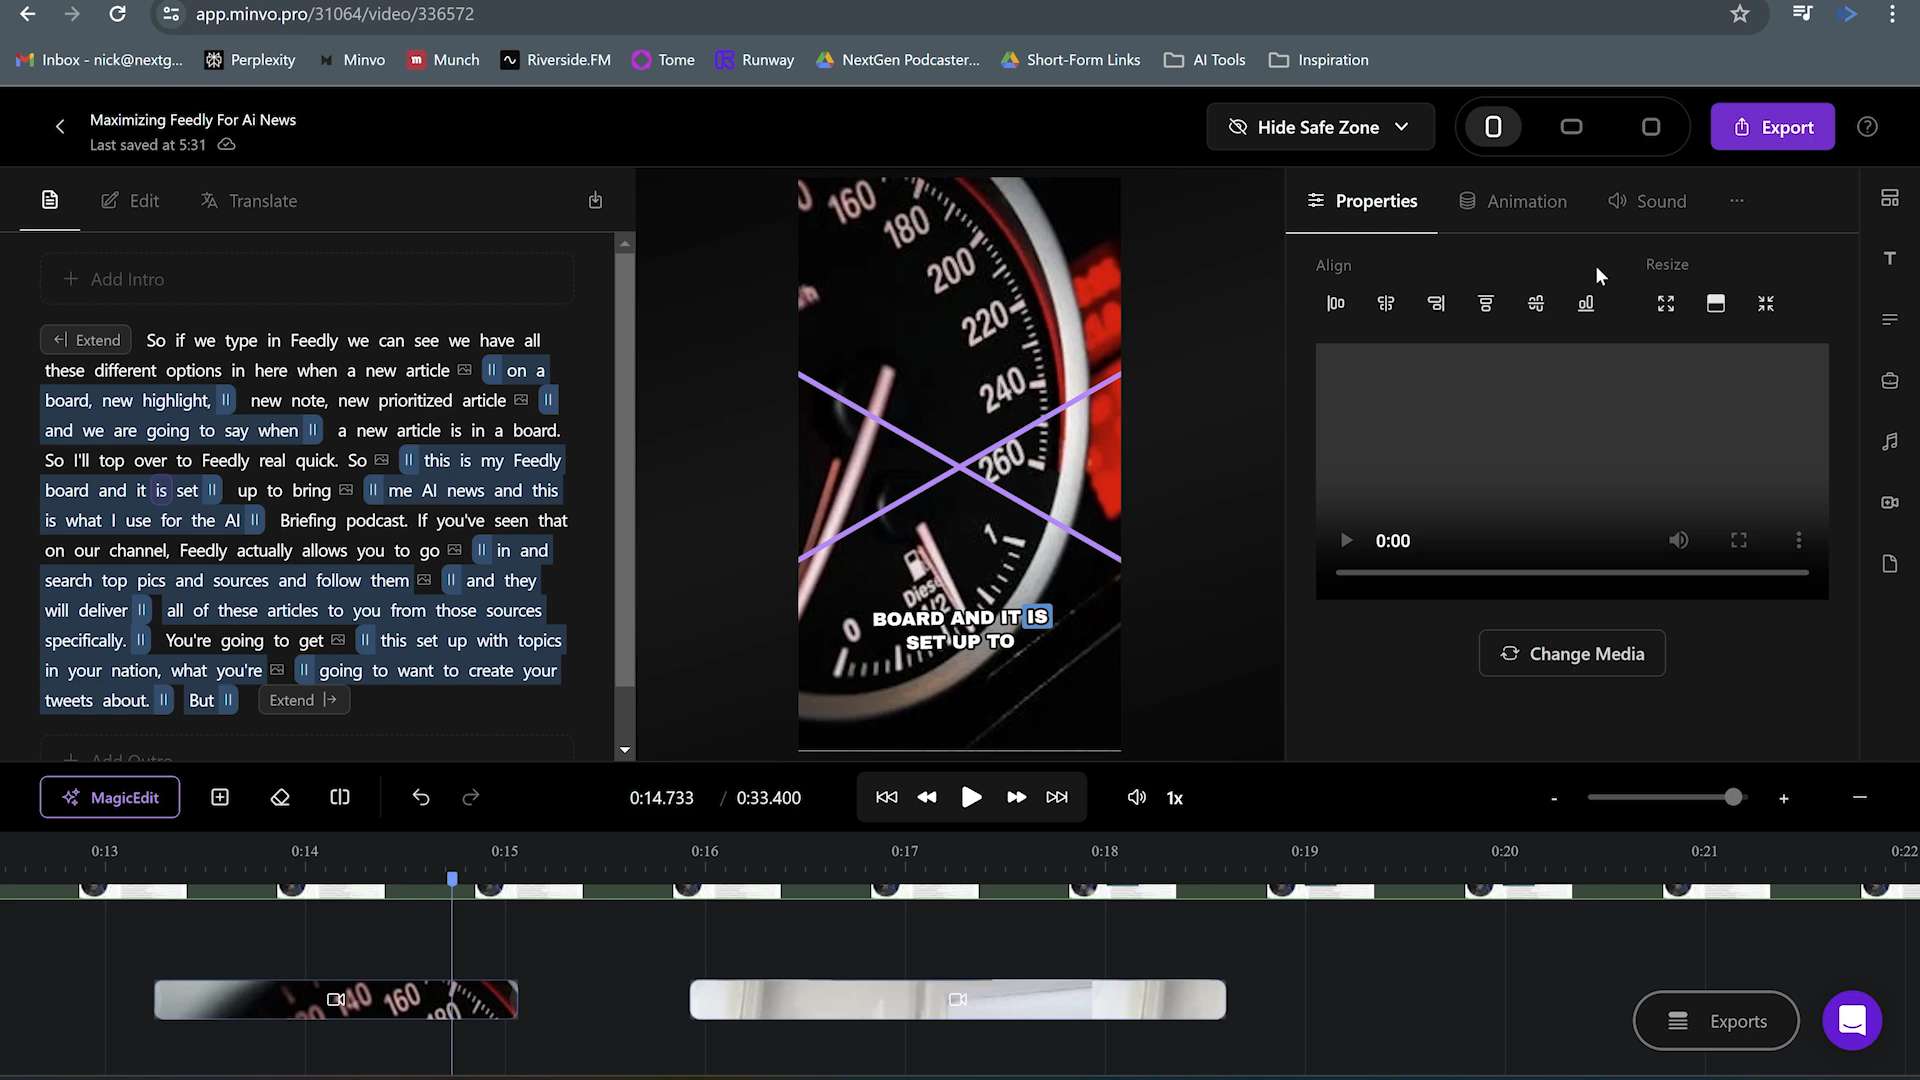 app.minvo.pro/31064/video/336572
Inbox - nick@nextg... Perplexity Minvo Munch Riverside.FM Tome Runway NextGen Podcaster... Short-Form Links AI Tools Inspiration
Maximizing Feedly For Ai News
Last saved at 5:31
Hide Safe Zone
Export
Edit
Translate
Add Intro
Extend So if we type in Feedly we can see we have all
these different options in here when a new article on a
board, new highlight, new note, new prioritized article
and we are going to say when a new article is in a board.
So I'll top over to Feedly real quick. So this is my Feedly
board and it is set up to bring me AI news and this
is what I use for the AI Briefing podcast. If you've seen that
on our channel, Feedly actually allows you to go in and
search top pics and sources and follow them and they
will deliver all of these articles to you from those sources
specifically. You're going to get this set up with topics
in your nation, what you're going to want to create your
tweets about. But Extend
Add Outro
160
180
200
220
240
260
Diese
1/2
1
0
BOARD AND IT IS
SET UP TO
Properties
Animation
Sound
Align
Resize
0:00
Change Media
MagicEdit
0:14.733 / 0:33.400
1x
0:13 0:14 0:15 0:16 0:17 0:18 0:19 0:20 0:21 0:22
140 160
180
Exports